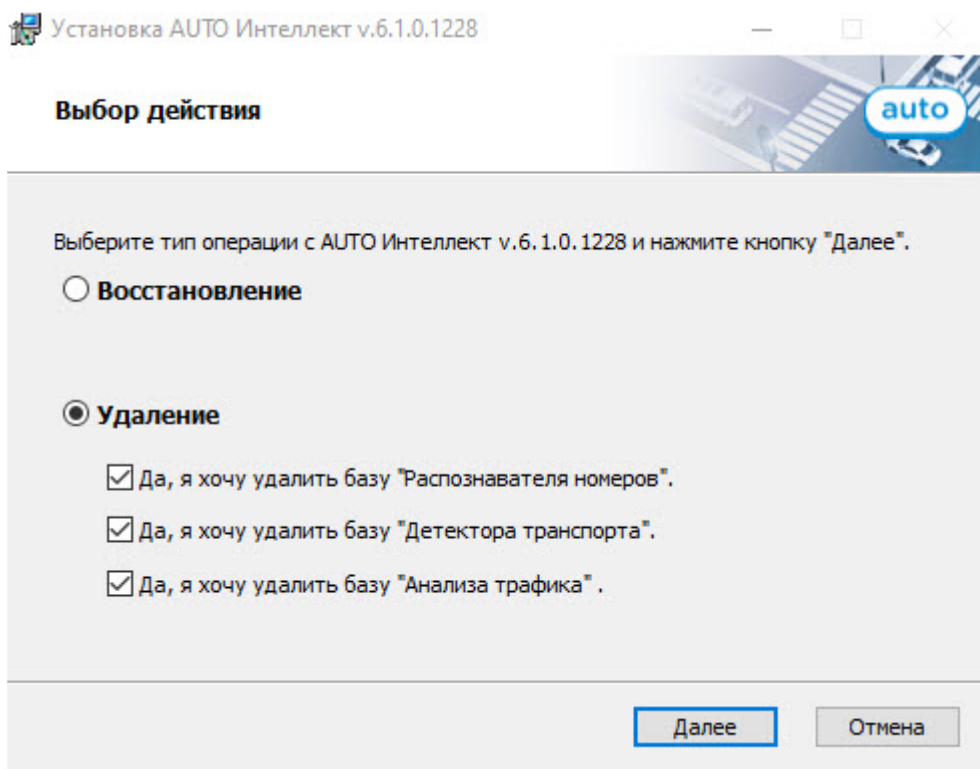 Установка AUTO Интеллект v.6.1.0.1228
Выбор действия
auto
Выберите тип операции с AUTO Интеллект v.6.1.0.1228 и нажмите кнопку "Далее".
Восстановление
Удаление
Да, я хочу удалить базу "Распознавателя номеров".
Да, я хочу удалить базу "Детектора транспорта".
Да, я хочу удалить базу "Анализа трафика" .
Далее
Отмена